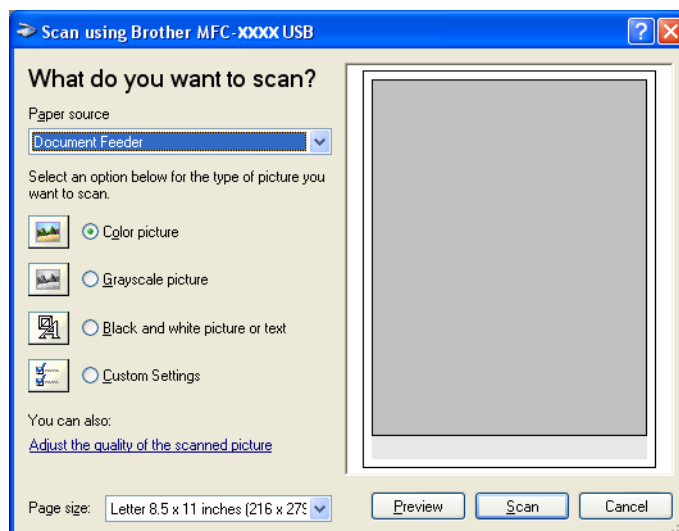 Scan using Brother MFC-XXXX USB
What do you want to scan?
Paper source
Document Feeder
Select an option below for the type of picture you
want to scan.
Color picture
Grayscale picture
Black and white picture or text
Custom Settings
You can also:
Adjust the quality of the scanned picture
Page size: Letter 8.5 x 11 inches (216 x 279 Preview Scan Cancel